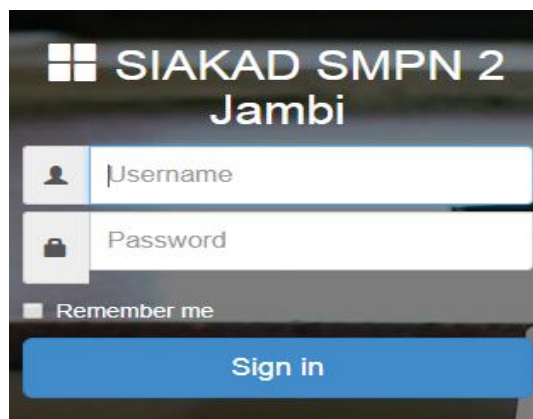 SIAKAD SMPN 2
Jambi
Username
Password
Remember me
Sign in